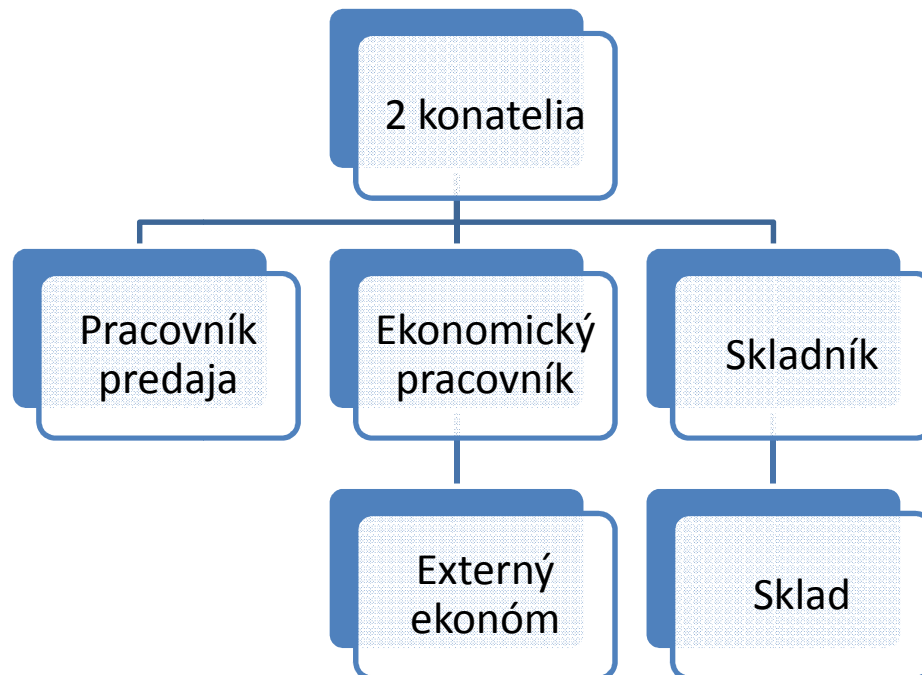 2 konatelia
Pracovník
predaja
Ekonomický
pracovník
Skladník
Externý
ekonóm
Sklad